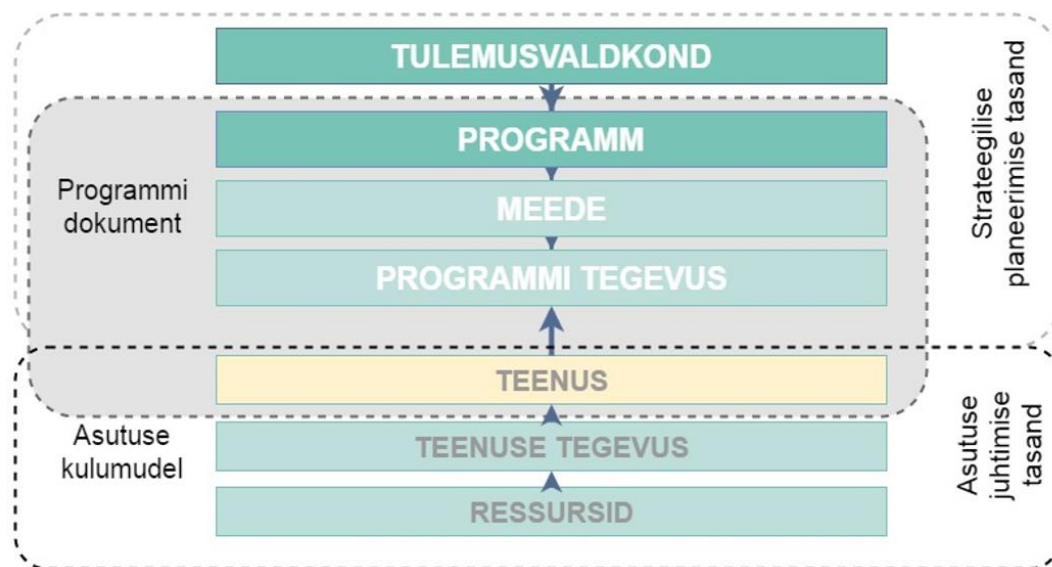 TULEMUSVALDKOND
PROGRAMM
Programmi
dokument
MEEDE
PROGRAMMI TEGEVUS
Strateegilise
planeerimise tasand
TEENUS
Asutuse
kulumudel
TEENUSE TEGEVUS
RESSURSID
Asutuse
juhtimise
tasand